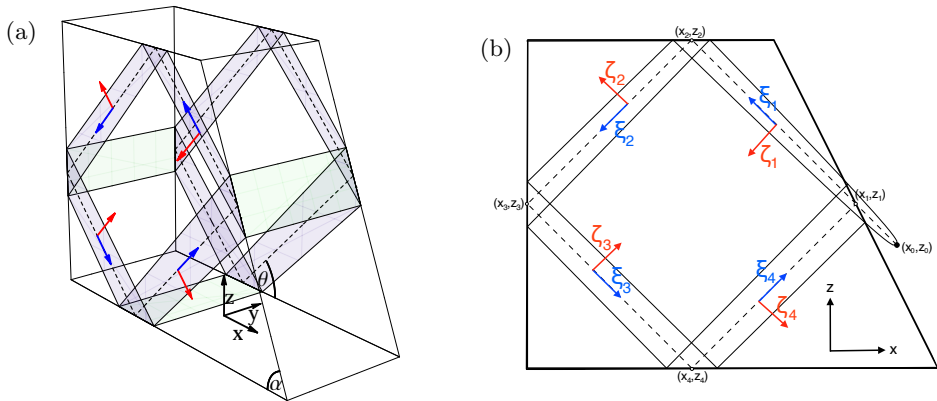 (a)
θ
z
y
x
α
(b)
(x₂,z₂)
ζ₂
ξ₁
ξ₂
ζ₁
(x₃,z₃)
(x₁,z₁)
ζ₃
(x₀,z₀)
ξ₃
ξ₄
ζ₄
z
x
(x₄,z₄)